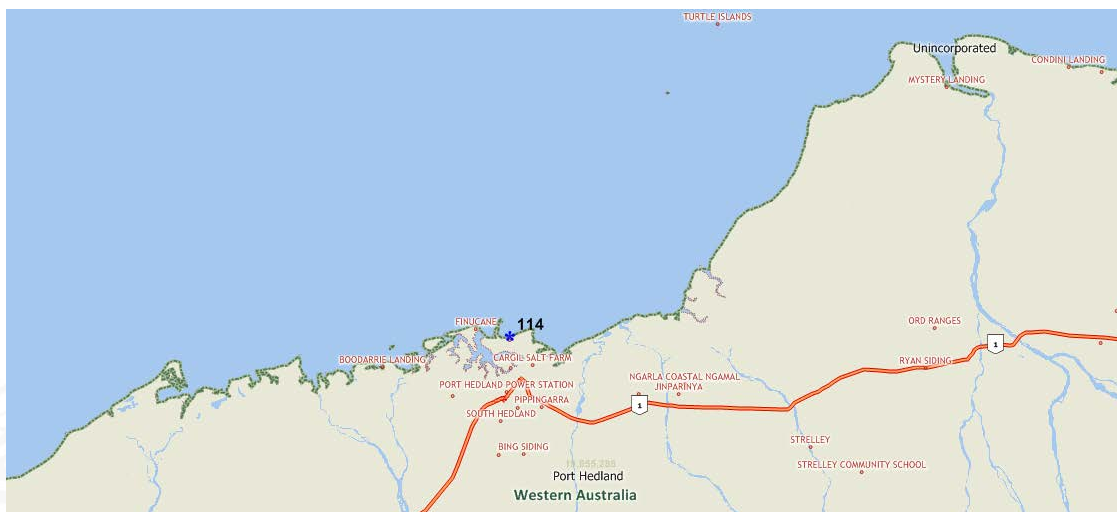 TURTLE ISLANDS
Unincorporated
CONDINI LANDING
MYSTERY LANDING
FINUCANE
114
ORD RANGES
1
BOODARRIE LANDING
CARGIL SALT FARM
RYAN SIDING
NGARLA COASTAL NGAMAL
JINPARINYA
PORT HEDLAND POWER STATION
PIPPINGARRA
1
SOUTH HEDLAND
STRELLEY
BING SIDING
STRELLEY COMMUNITY SCHOOL
Port Hedland
Western Australia